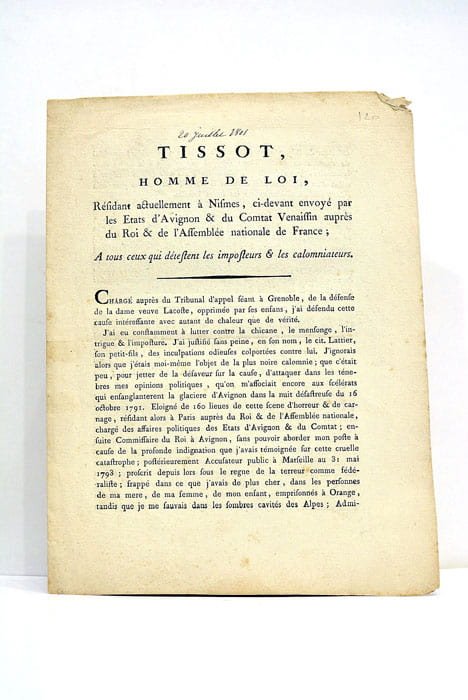 20 juillet 1801
120
TISSOT,
HOMME DE LOI,
Réſidant actuellement à Niſmes, ci-devant envoyé par
les Etats d'Avignon & du Comtat Venaiſſin auprès
du Roi & de l'Aſſemblée nationale de France ;
A tous ceux qui déteſtent les impoſteurs & les calomniateurs.
CHARGÉ auprès du Tribunal d'appel ſéant à Grenoble, de la défenſe
de la dame veuve Lacoſte, opprimée par ſes enfans, j'ai défendu cette
cauſe intéreſſante avec autant de chaleur que de vérité.
J'ai eu conſtamment à lutter contre la chicane, le menſonge, l'in-
trigue & l'impoſture. J'ai juſtifié ſans peine, en ſon nom, le cit. Lattier,
ſon petit-fils, des inculpations odieuſes colportées contre lui. J'ignorais
alors que j'étais moi-même l'objet de la plus noire calomnie ; que c'était
peu, pour jetter de la défaveur ſur la cauſe, d'attaquer dans les ténè-
bres mes opinions politiques, qu'on m'aſſociait encore aux ſcélérats
qui enſanglanterent la glaciere d'Avignon dans la nuit déſaſtreuſe du 16
octobre 1791. Eloigné de 160 lieues de cette ſcene d'horreur & de car-
nage, réſidant alors à Paris auprès du Roi & de l'Aſſemblée nationale,
chargé des affaires politiques des Etats d'Avignon & du Comtat ; en-
ſuite Commiſſaire du Roi à Avignon, ſans pouvoir aborder mon poſte à
cauſe de la profonde indignation que j'avais témoignée ſur cette cruelle
cataſtrophe ; poſtérieurement Accuſateur public à Marſeille au 31 mai
1793 ; proſcrit depuis lors ſous le regne de la terreur comme fédé-
raliſte ; frappé dans ce que j'avais de plus cher, dans les perſonnes
de ma mere, de ma femme, de mon enfant, empriſonnés à Orange,
tandis que je me ſauvais dans les ſombres cavités des Alpes ; Admi-